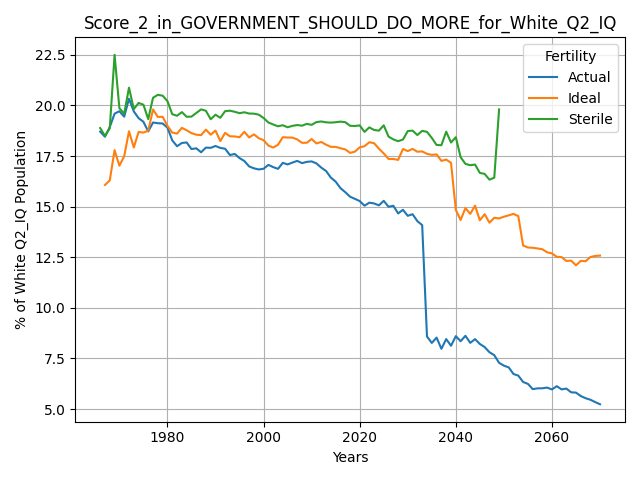 Score_2_in_GOVERNMENT_SHOULD_DO_MORE_for_White_Q2_IQ
Fertility
Actual
Ideal
Sterile
% of White Q2_IQ Population
22.5
20.0
17.5
15.0
12.5
10.0
7.5
5.0
1980
2000
2020
2040
2060
Years